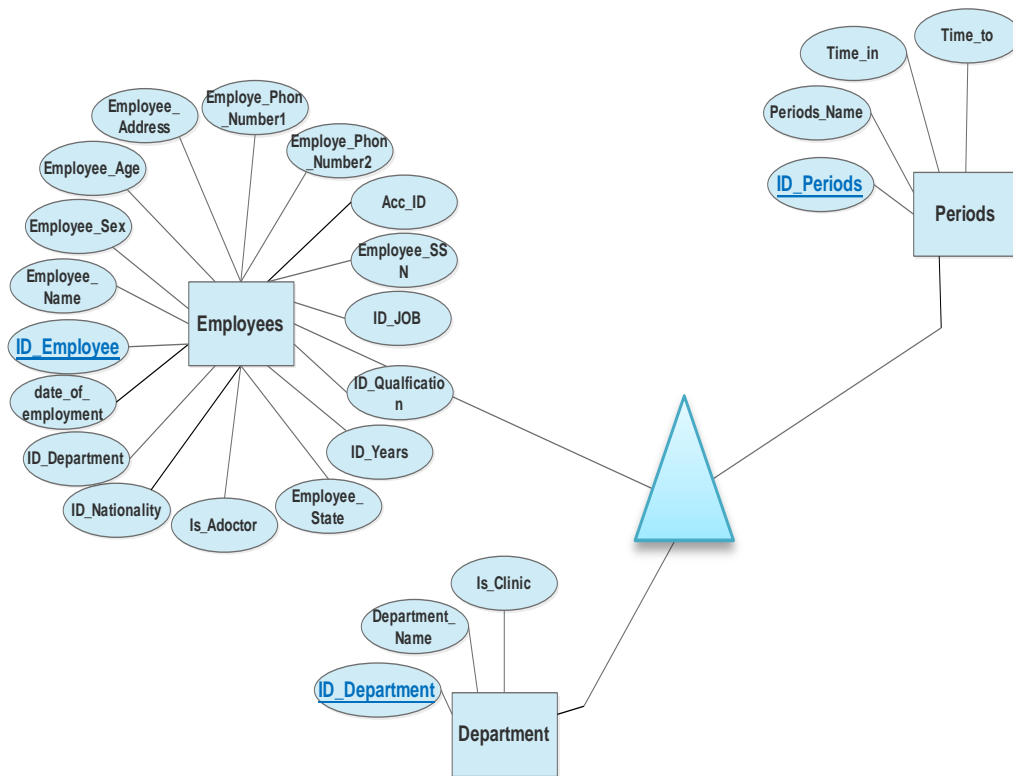 Time_to
Time_in
Periods_Name
ID_Periods
Periods
Employee_
Address
Employe_Phon
_Number1
Employe_Phon
_Number2
Employee_Age
Acc_ID
Employee_Sex
Employee_SS
N
Employee_
Name
ID_JOB
Employees
ID_Employee
ID_Qualficatio
n
date_of_
employment
ID_Department
ID_Years
ID_Nationality
Is_Adoctor
Employee_
State
Is_Clinic
Department_
Name
ID_Department
Department